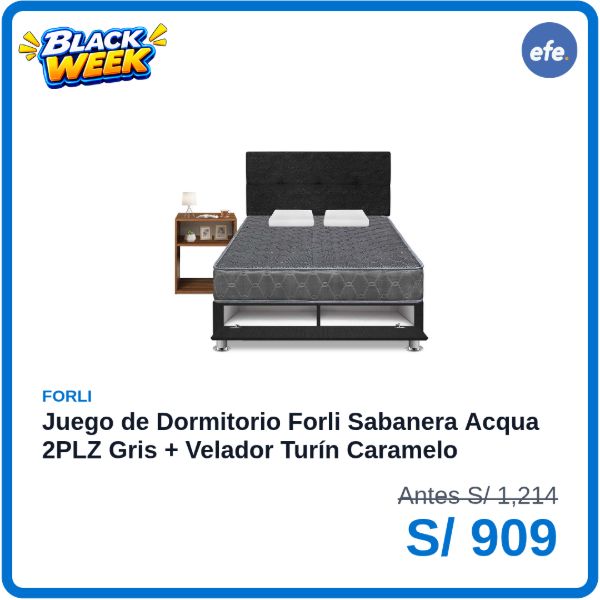 BLACK
WEEK
efe.
FORLI
Juego de Dormitorio Forli Sabanera Acqua
2PLZ Gris + Velador Turín Caramelo
Antes S/ 1,214
S/ 909